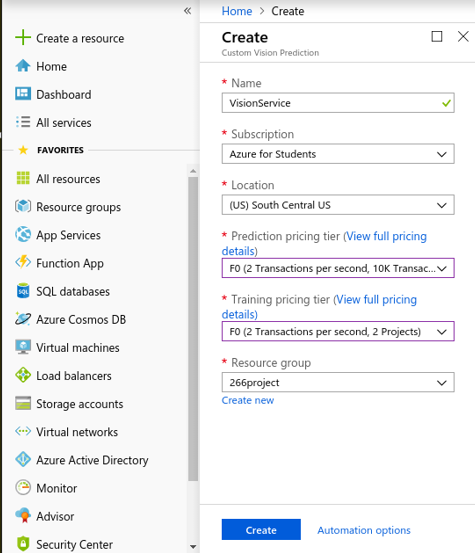 «
Create a resource
Home
Dashboard
All services
FAVORITES
All resources
Resource groups
App Services
Function App
SQL databases
Azure Cosmos DB
Virtual machines
Load balancers
Storage accounts
Virtual networks
Azure Active Directory
Monitor
Advisor
Security Center
Home > Create
Create
Custom Vision Prediction
* Name
VisionService
* Subscription
Azure for Students
* Location
(US) South Central US
* Prediction pricing tier (View full pricing
details)
F0 (2 Transactions per second, 10K Transac...
* Training pricing tier (View full pricing
details)
F0 (2 Transactions per second, 2 Projects)
* Resource group
266project
Create new
Create
Automation options